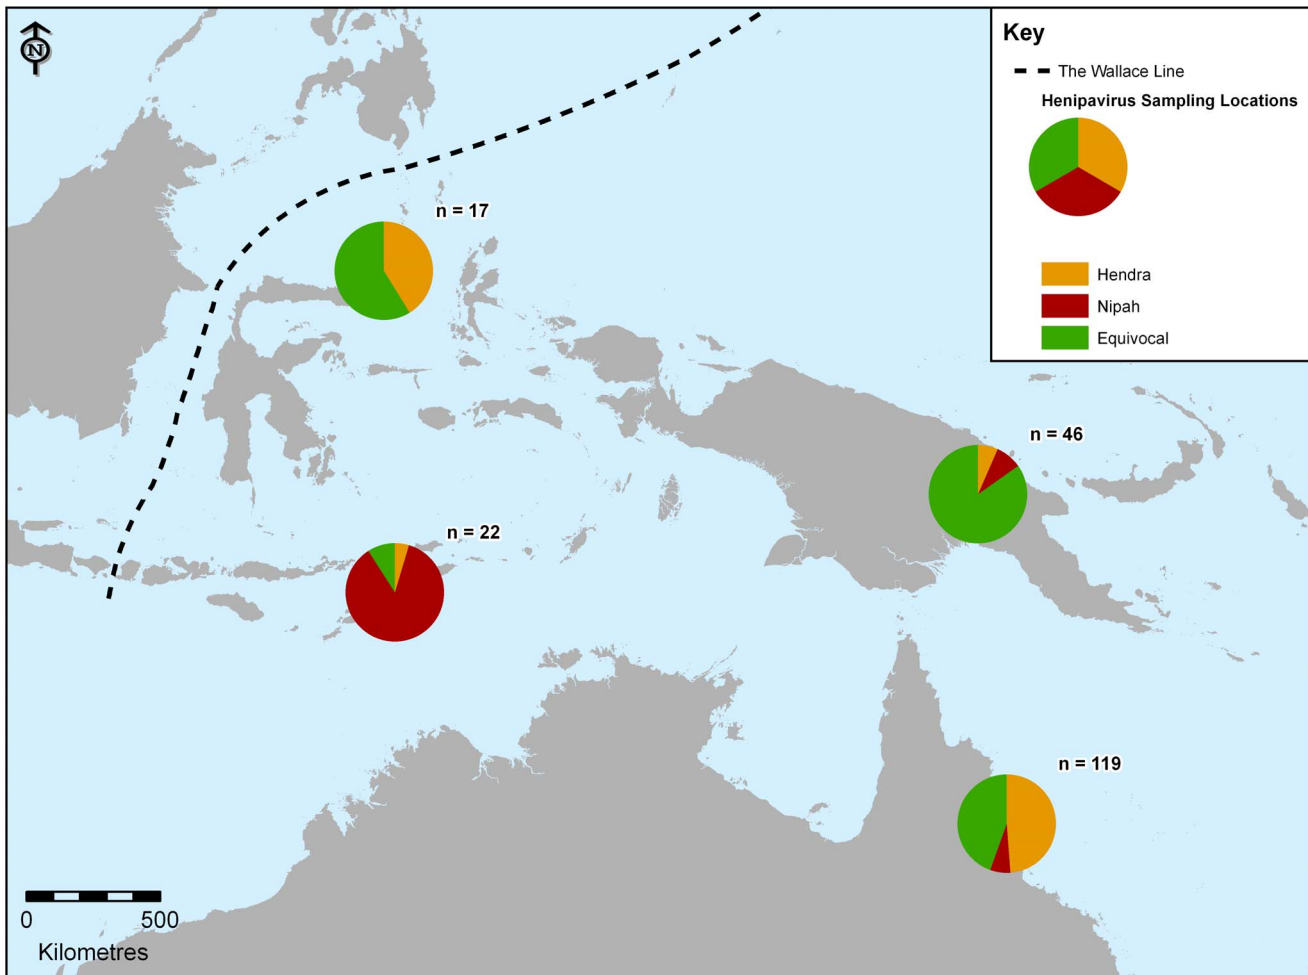 N
Key
The Wallace Line
Henipavirus Sampling Locations
n = 17
Hendra
Nipah
Equivocal
n = 46
n = 22
n = 119
0 500
Kilometres